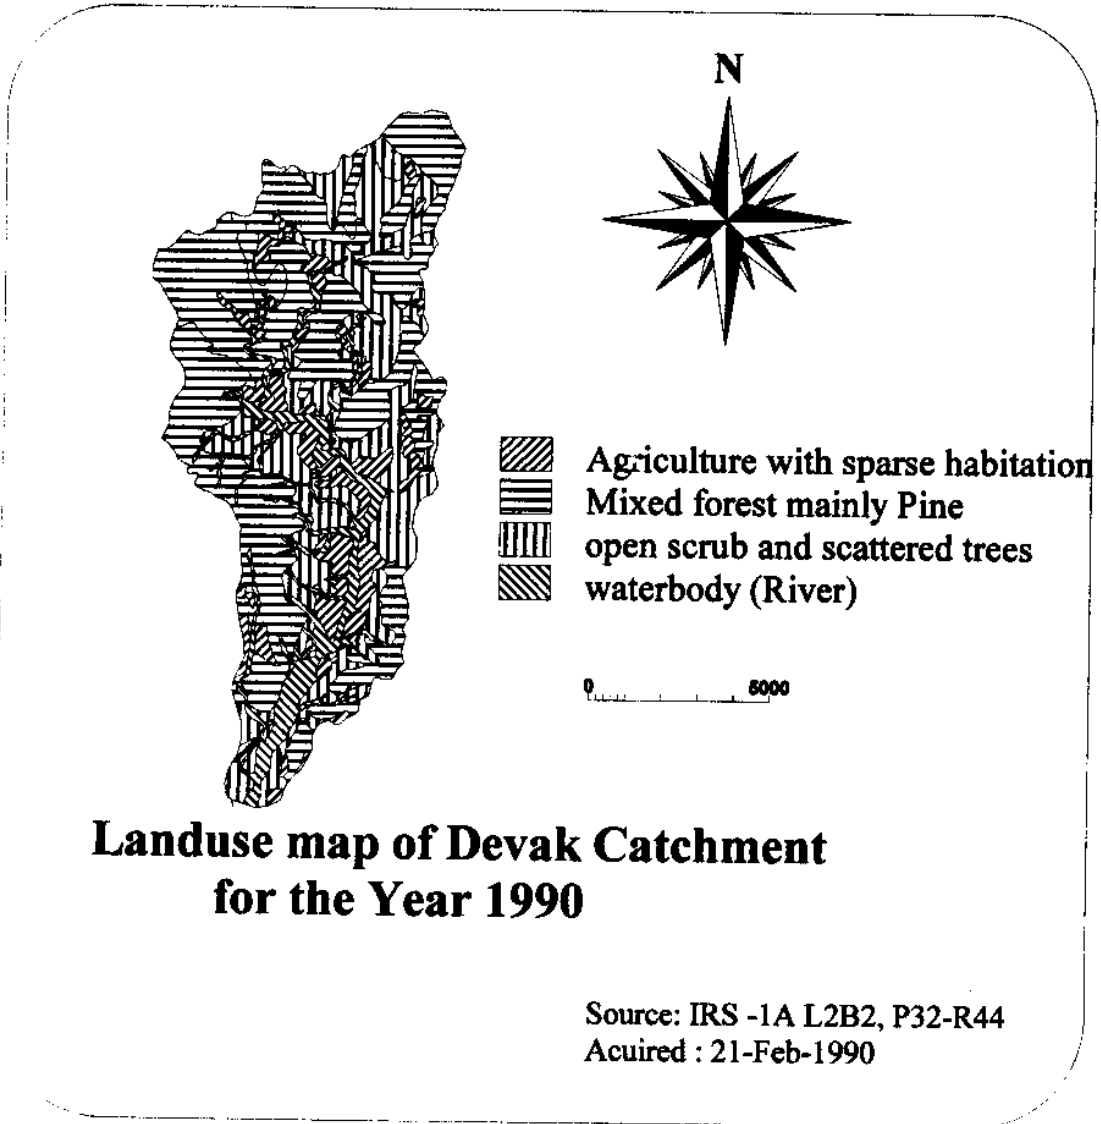 N
Agriculture with sparse habitation
Mixed forest mainly Pine
open scrub and scattered trees
waterbody (River)
0 5000
Landuse map of Devak Catchment
for the Year 1990
Source: IRS -1A L2B2, P32-R44
Acuired : 21-Feb-1990